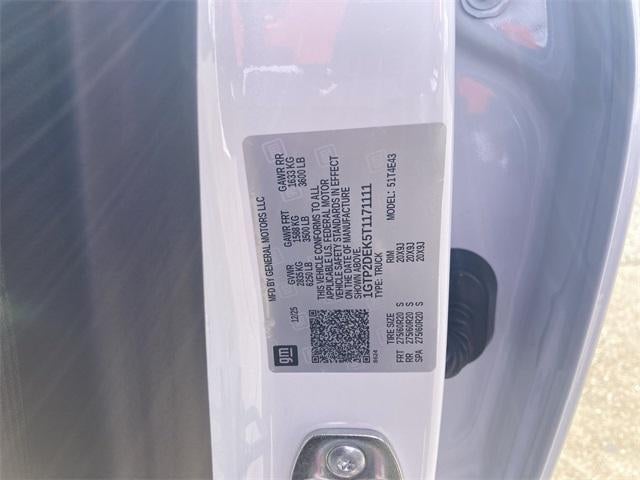 gm
MFD BY GENERAL MOTORS LLC
12/25 GVWR GAWR FRT GAWR RR
2835 KG 1588 KG 1633 KG
6250 LB 3500 LB 3600 LB
THIS VEHICLE CONFORMS TO ALL
APPLICABLE U.S. FEDERAL MOTOR
VEHICLE SAFETY STANDARDS IN EFFECT
ON THE DATE OF MANUFACTURE
SHOWN ABOVE.
1GTP2DEK5T1171111
TYPE: TRUCK MODEL: 51T4E43
TIRE SIZE RIM
FRT 275/60R20 S 20X9J
RR 275/60R20 S 20X9J
SPA 275/60R20 S 20X9J